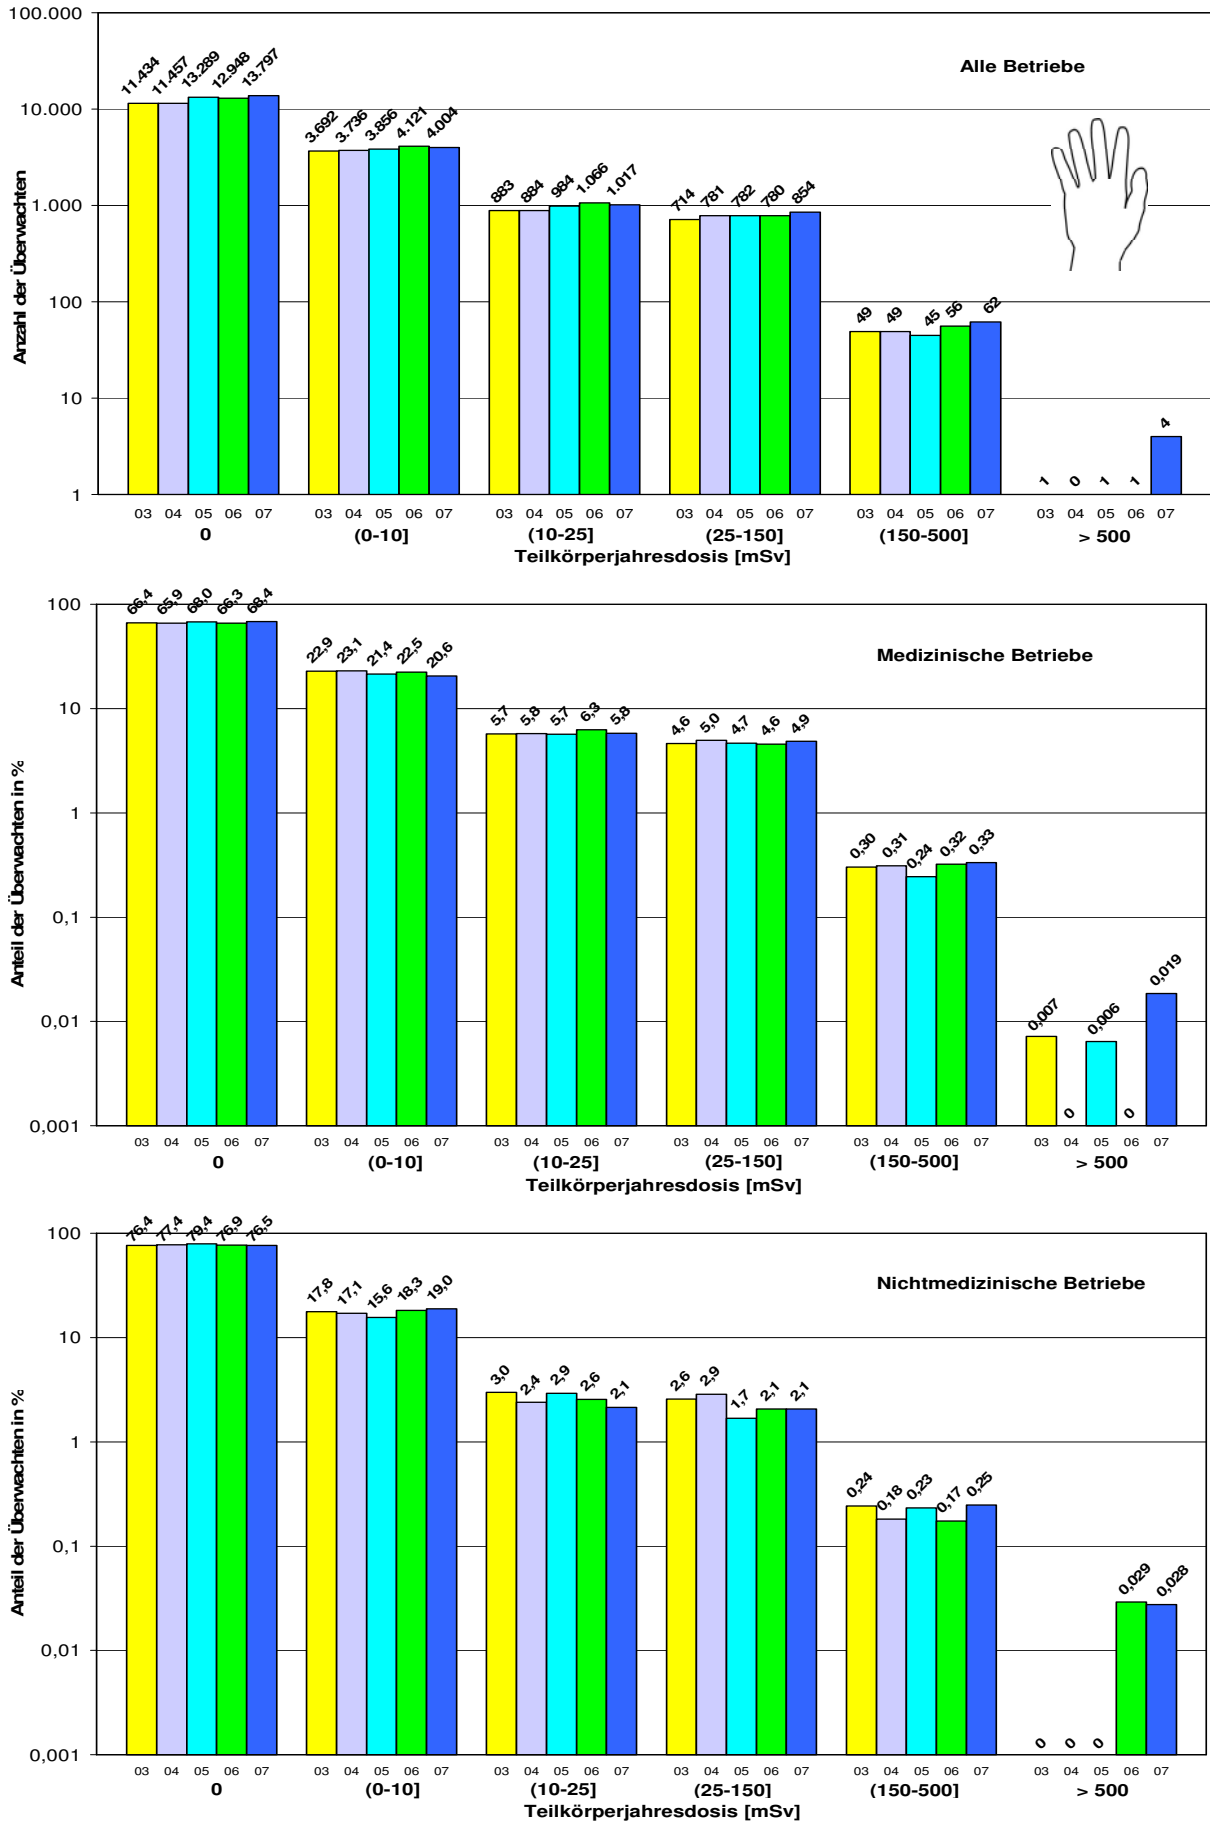 100.000
10.000
1.000
100
10
1
Anzahl der Überwachten
Alle Betriebe
11.434 11.457 13.289 12.948 13.797
3.692 3.736 3.856 4.121 4.004
883 884 984 1.066 1.017
714 781 782 780 854
49 49 45 56 62
1 0 1 1 4
03 04 05 06 07 03 04 05 06 07 03 04 05 06 07 03 04 05 06 07 03 04 05 06 07 03 04 05 06 07
0 (0-10] (10-25] (25-150] (150-500] > 500
Teilkörperjahresdosis [mSv]
100
10
1
0,1
0,01
0,001
Anteil der Überwachten in %
Medizinische Betriebe
66,4 65,9 68,0 66,3 68,4
22,9 23,1 21,4 22,5 20,6
5,7 5,8 5,7 6,3 5,8
4,6 5,0 4,7 4,6 4,9
0,30 0,31 0,24 0,32 0,33
0,007 0 0,006 0 0,019
03 04 05 06 07 03 04 05 06 07 03 04 05 06 07 03 04 05 06 07 03 04 05 06 07 03 04 05 06 07
0 (0-10] (10-25] (25-150] (150-500] > 500
Teilkörperjahresdosis [mSv]
100
10
1
0,1
0,01
0,001
Anteil der Überwachten in %
Nichtmedizinische Betriebe
76,4 77,4 79,4 76,9 76,5
17,8 17,1 15,6 18,3 19,0
3,0 2,4 2,9 2,6 2,1
2,6 2,9 1,7 2,1 2,1
0,24 0,18 0,23 0,17 0,25
0 0 0 0,029 0,028
03 04 05 06 07 03 04 05 06 07 03 04 05 06 07 03 04 05 06 07 03 04 05 06 07 03 04 05 06 07
0 (0-10] (10-25] (25-150] (150-500] > 500
Teilkörperjahresdosis [mSv]